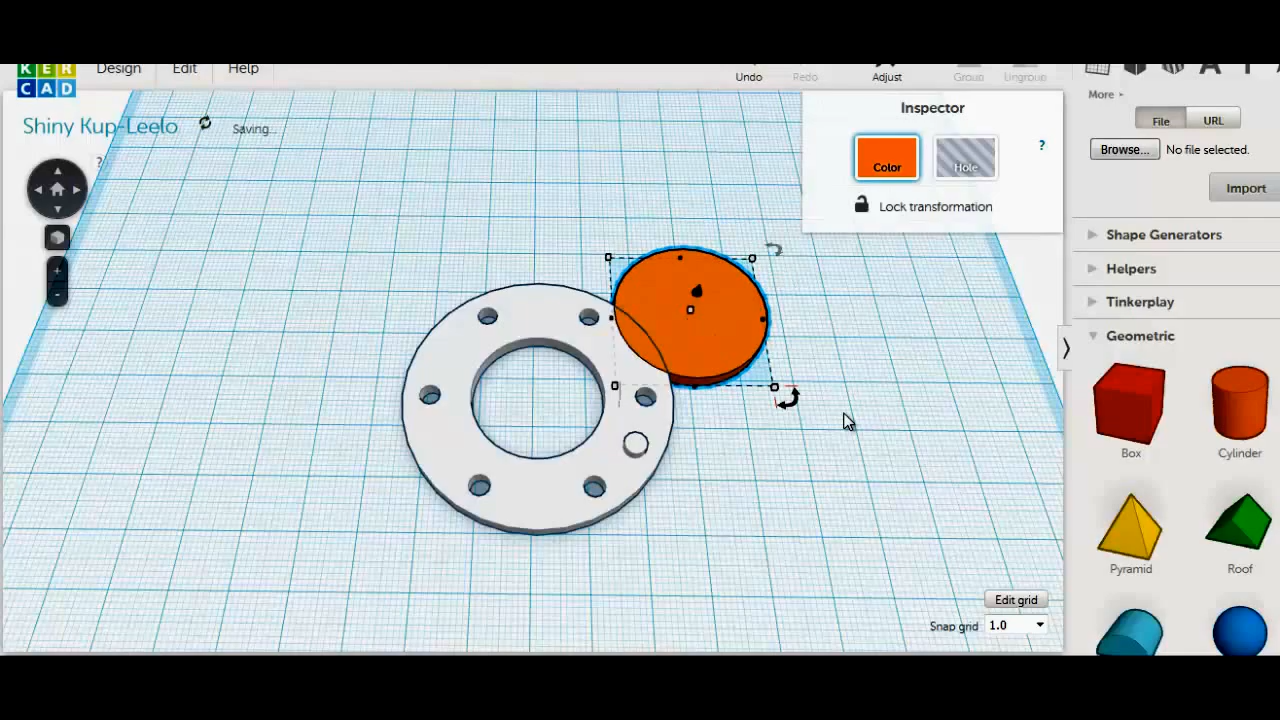 KER
CAD
Design
Edit
Help
Undo
Redo
Adjust
Group
Ungroup
Shiny Kup-Leelo
Saving...
?
Inspector
Color
Hole
?
Lock transformation
More
File
URL
Browse...
No file selected.
Import
Shape Generators
Helpers
Tinkerplay
Geometric
Box
Cylinder
Pyramid
Roof
Edit grid
Snap grid
1.0